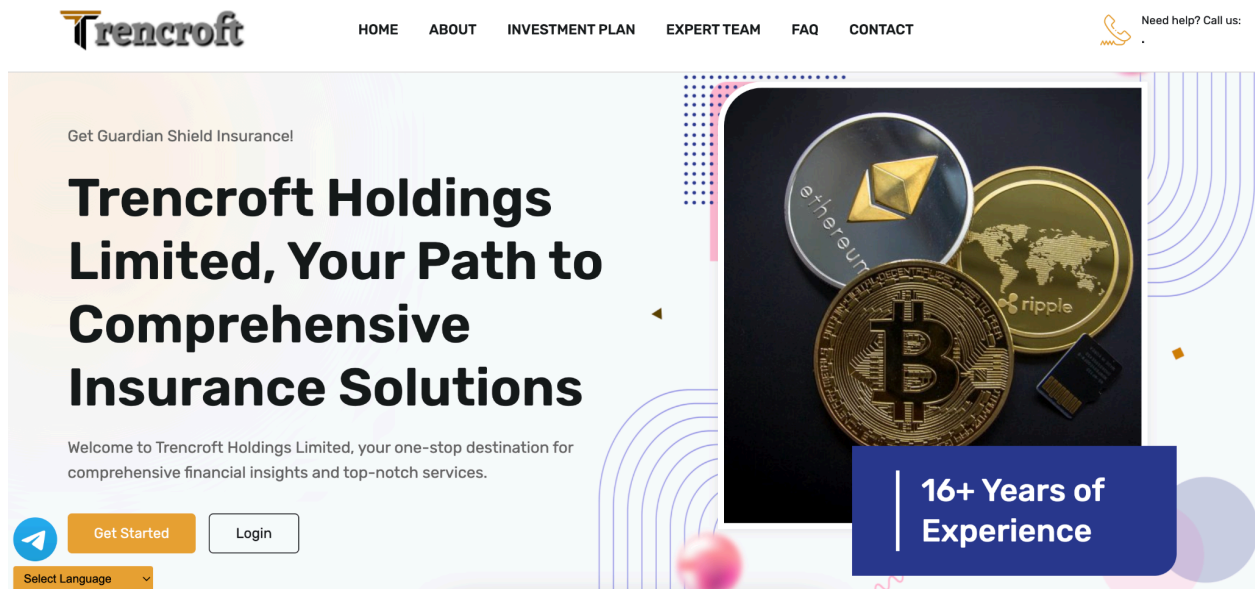 Trencroft
HOME ABOUT INVESTMENT PLAN EXPERT TEAM FAQ CONTACT
Need help? Call us:
.
Get Guardian Shield Insurance!
Trencroft Holdings
Limited, Your Path to
Comprehensive
Insurance Solutions
Welcome to Trencroft Holdings Limited, your one-stop destination for
comprehensive financial insights and top-notch services.
Get Started
Login
Select Language
ethereum
ripple
16+ Years of
Experience